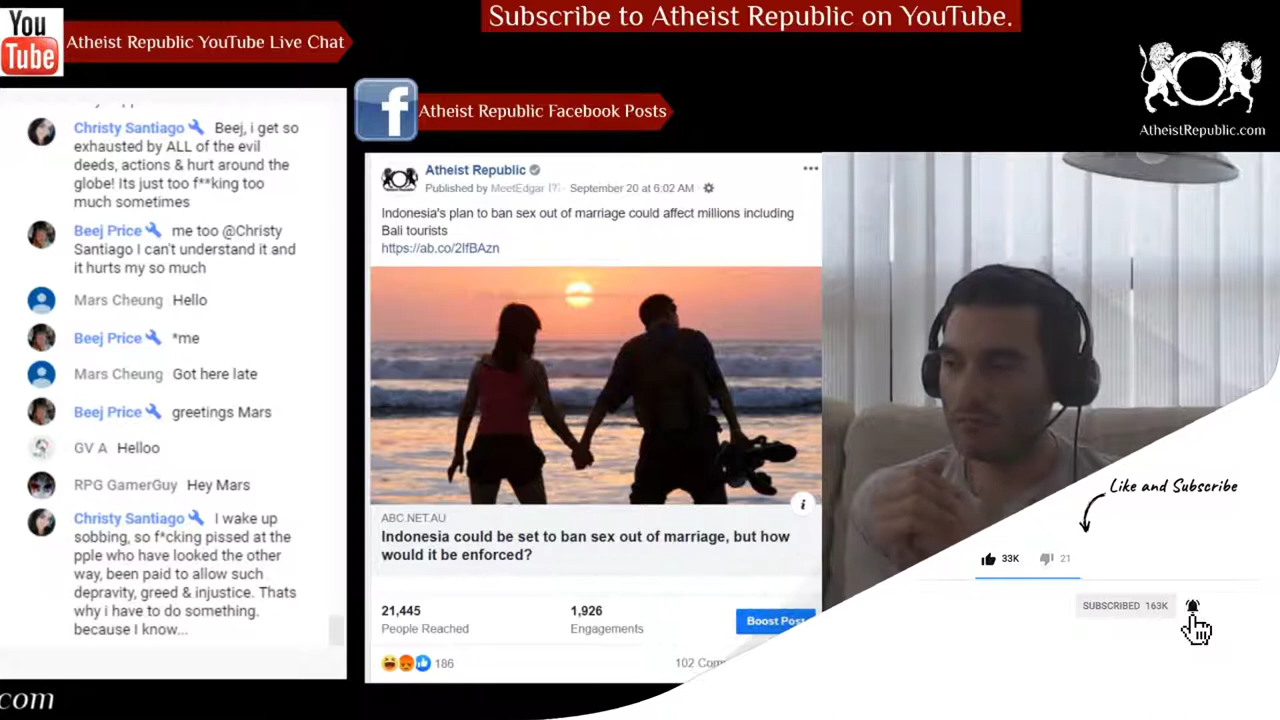 You
Tube
Atheist Republic YouTube Live Chat
Subscribe to Atheist Republic on YouTube.
AtheistRepublic.com
Atheist Republic Facebook Posts
Christy Santiago Beej, i get so
exhausted by ALL of the evil
deeds, actions & hurt around the
globe! Its just too f**king too
much sometimes
Beej Price me too @Christy
Santiago I can't understand it and
it hurts my so much
Mars Cheung Hello
Beej Price *me
Mars Cheung Got here late
Beej Price greetings Mars
GV A Helloo
RPG GamerGuy Hey Mars
Christy Santiago I wake up
sobbing, so f*cking pissed at the
pple who have looked the other
way, been paid to allow such
depravity, greed & injustice. Thats
why i have to do something.
because I know...
com
f
Atheist Republic
Published by MeetEdgar [?] · September 20 at 6:02 AM ·
Indonesia's plan to ban sex out of marriage could affect millions including
Bali tourists
https://ab.co/2IfBAzn
i
ABC.NET.AU
Indonesia could be set to ban sex out of marriage, but how
would it be enforced?
21,445
People Reached
1,926
Engagements
Boost Pos
186
102 Com
Like and Subscribe
33K
21
SUBSCRIBED 163K